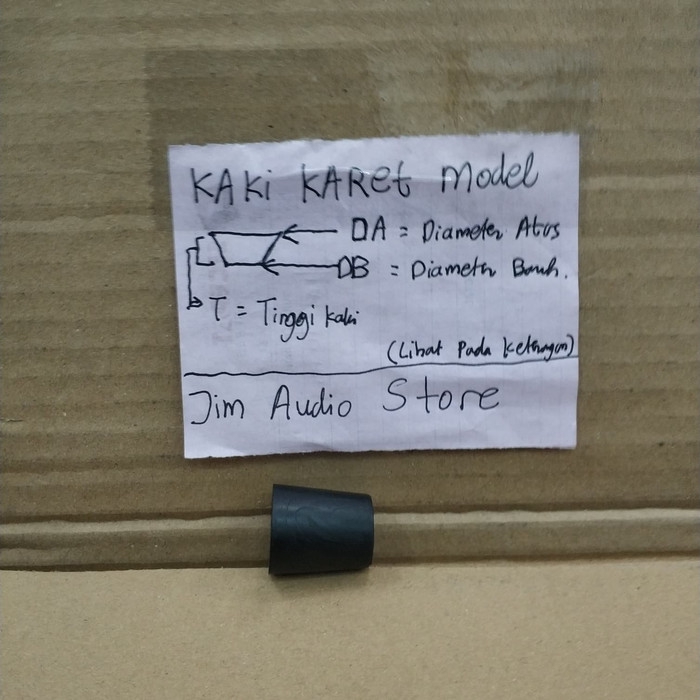 KAKi KARet Model
DA = Diameter Atas
DB = Diameter Bawah.
T = Tinggi kaki
(Lihat Pada Keterangan)
Jim Audio Store